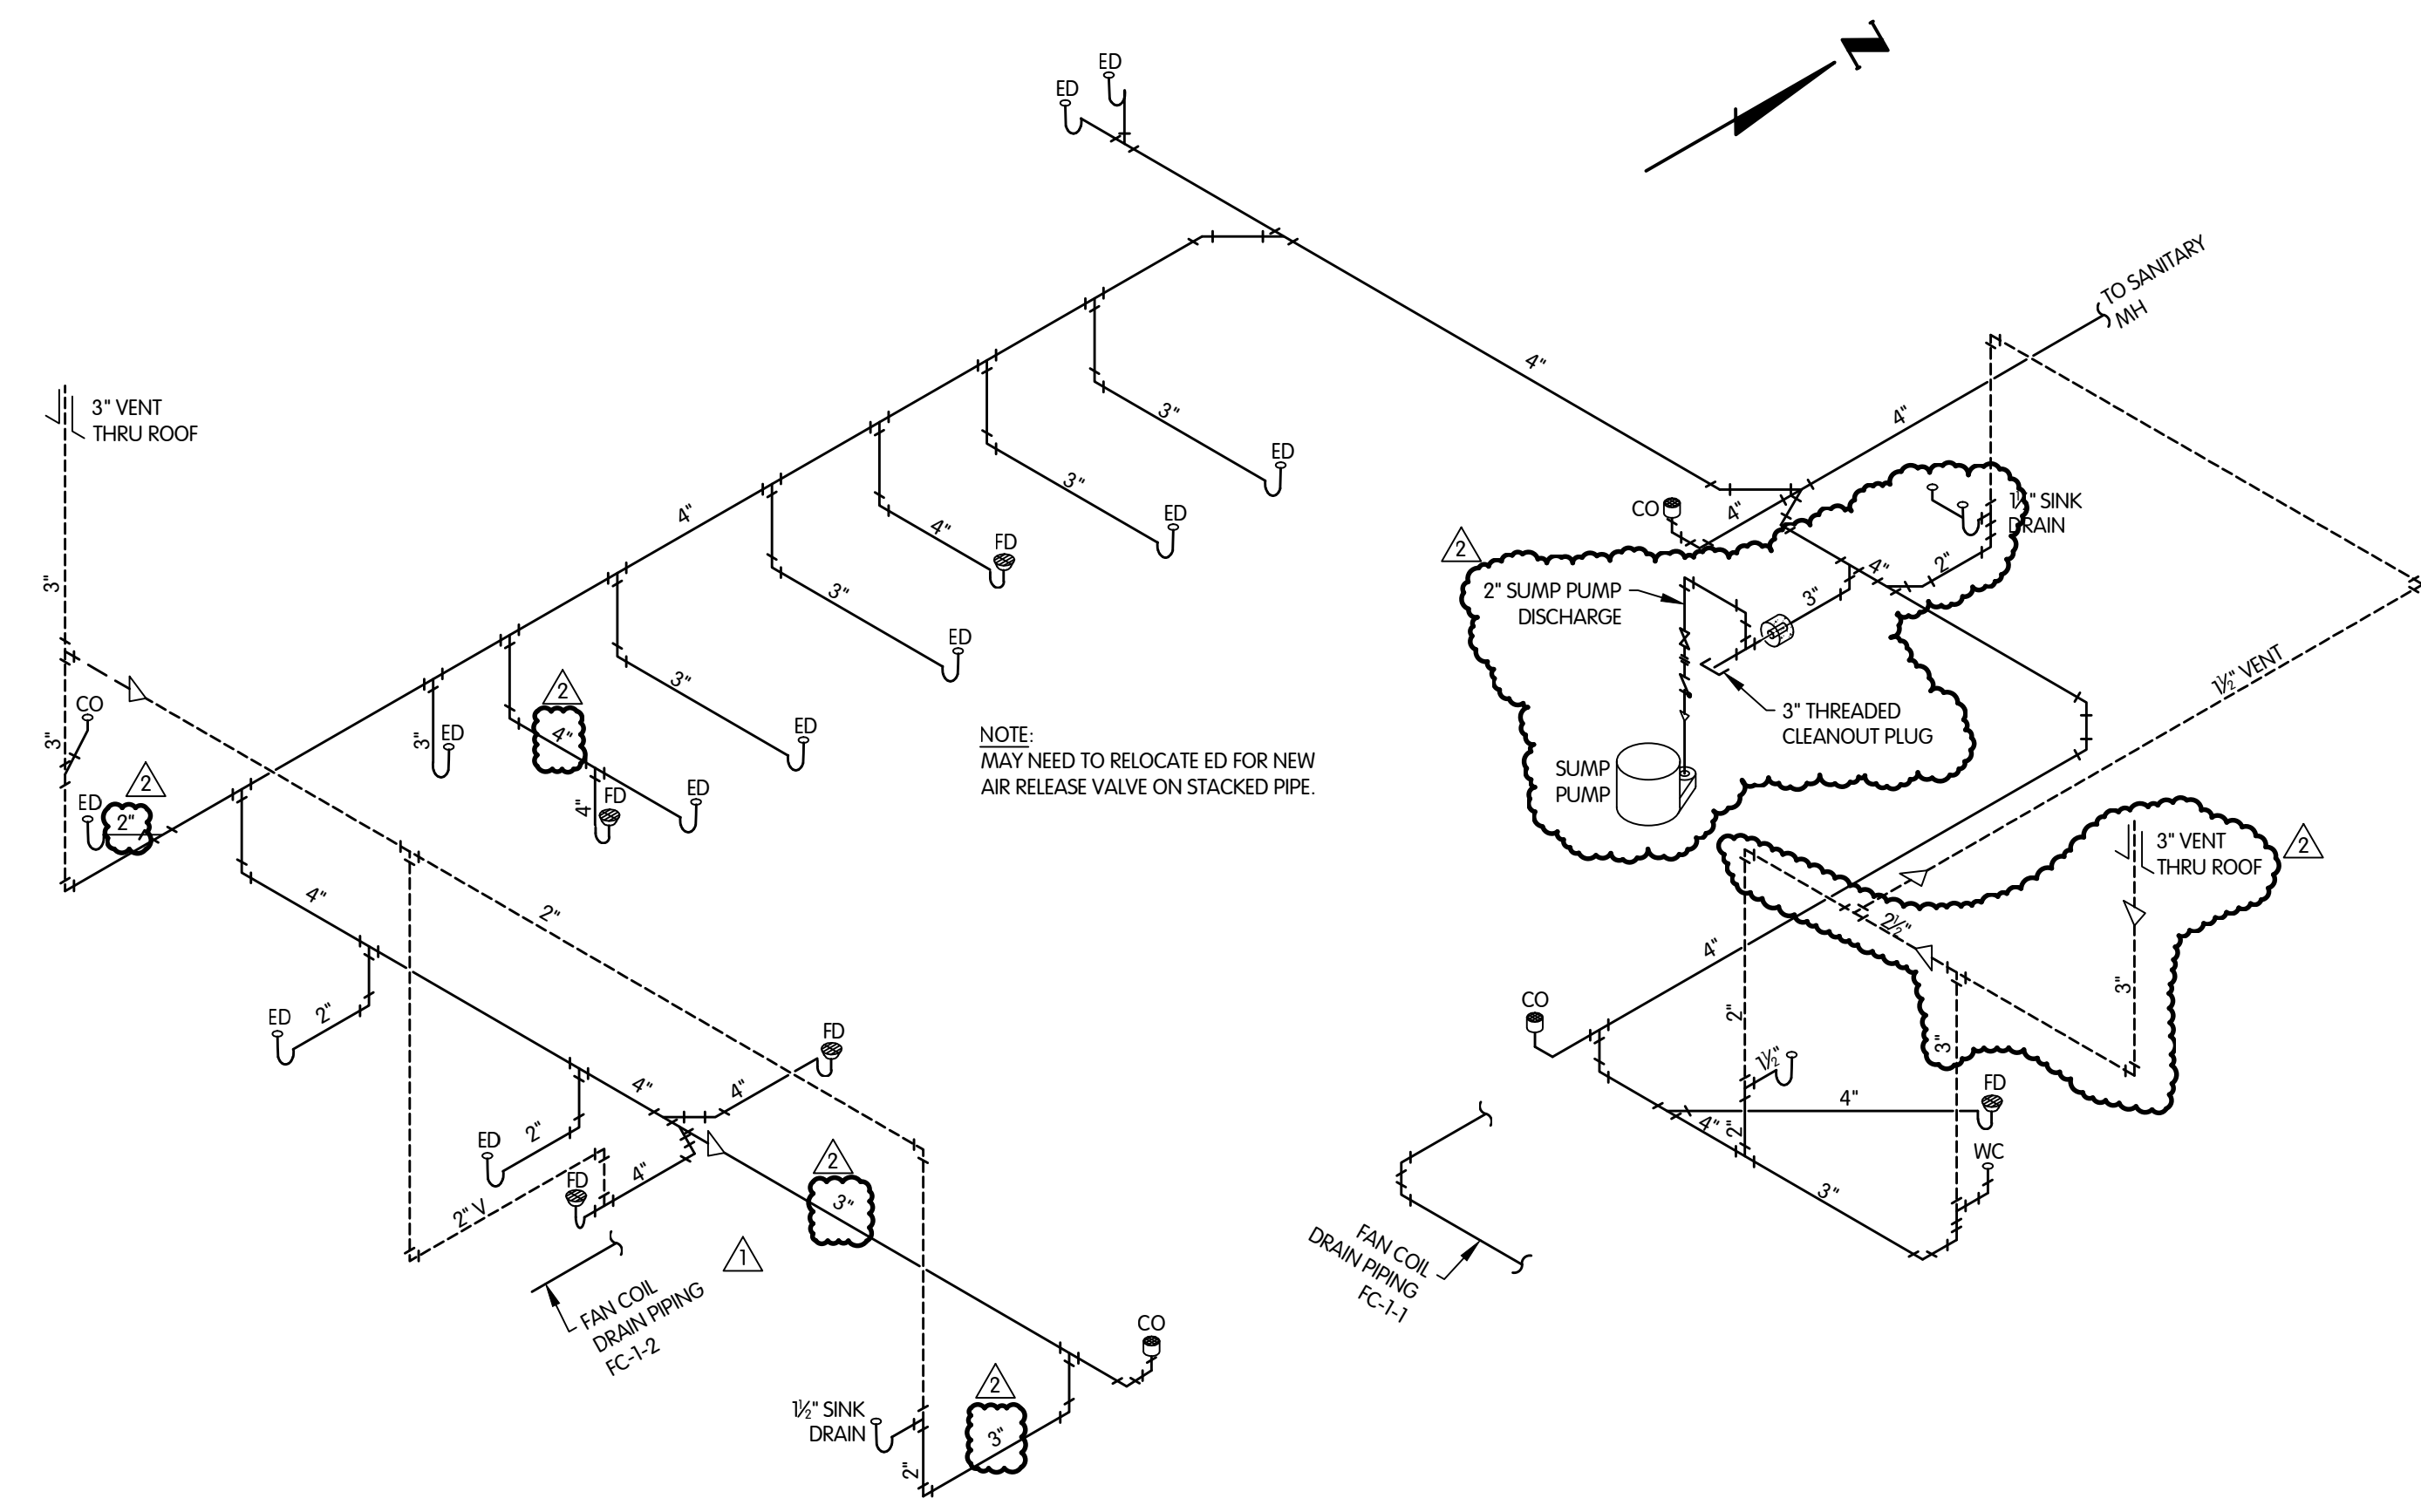 N
ED
ED
TO SANITARY
MH
4"
3" VENT
THRU ROOF
3"
ED
4"
3"
ED
1½" SINK
DRAIN
CO
4"
4"
ED
FD
3"
2
4"
2"
2" SUMP PUMP
DISCHARGE
3"
3"
3"
ED
1½" VENT
3"
2
CO
3"
3"
ED
4"
ED
NOTE:
MAY NEED TO RELOCATE ED FOR NEW
AIR RELEASE VALVE ON STACKED PIPE.
3" THREADED
CLEANOUT PLUG
SUMP
PUMP
2
ED
2"
4"
FD
ED
3" VENT
THRU ROOF
2
4"
2"
2½"
4"
3"
ED
2"
CO
2"
3"
FD
4"
4"
1½"
FD
4"
4"
2"
3"
WC
ED
2"
2
FD
4"
3"
2" V
1
FAN COIL
DRAIN PIPING
FC-1-2
FAN COIL
DRAIN PIPING
FC-1-1
CO
2
1½" SINK
DRAIN
3"
2"